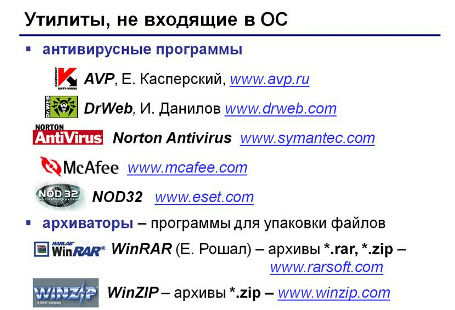 Утилиты, не входящие в ОС
антивирусные программы
AVP, Е. Касперский, www.avp.ru
DrWeb, И. Данилов www.drweb.com
NORTON
AntiVirus Norton Antivirus www.symantec.com
McAfee www.mcafee.com
NOD 32 NOD32 www.eset.com
архиваторы – программы для упаковки файлов
WinRAR WinRAR (Е. Рошал) – архивы *.rar, *.zip –
www.rarsoft.com
WINZIP WinZIP – архивы *.zip – www.winzip.com